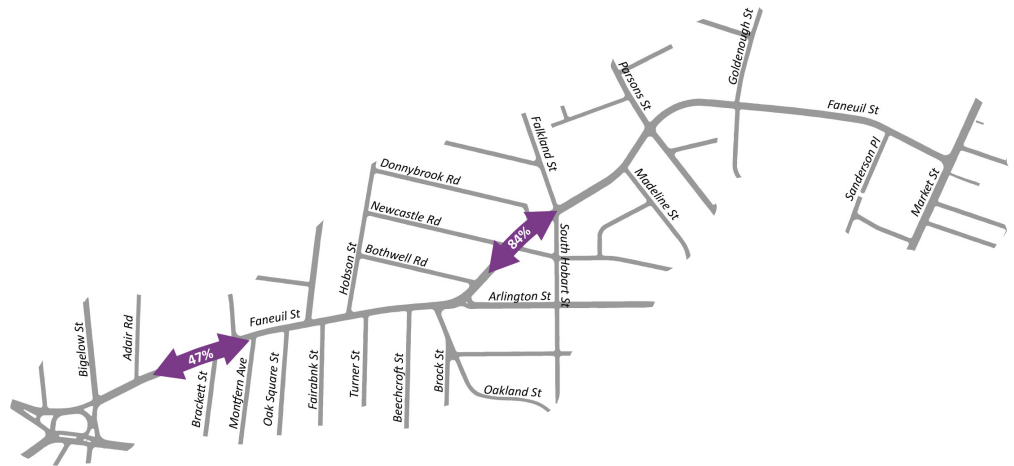 Goldenough St
Parsons St
Faneuil St
Falkland St
Sanderson Pl
Donnybrook Rd
Madeline St
Market St
Newcastle Rd
84%
South Hobart St
Bothwell Rd
Hobson St
Arlington St
Faneuil St
Bigelow St
Adair Rd
47%
Brackett St
Montfern Ave
Oak Square St
Fairabnk St
Turner St
Beechcroft St
Brock St
Oakland St